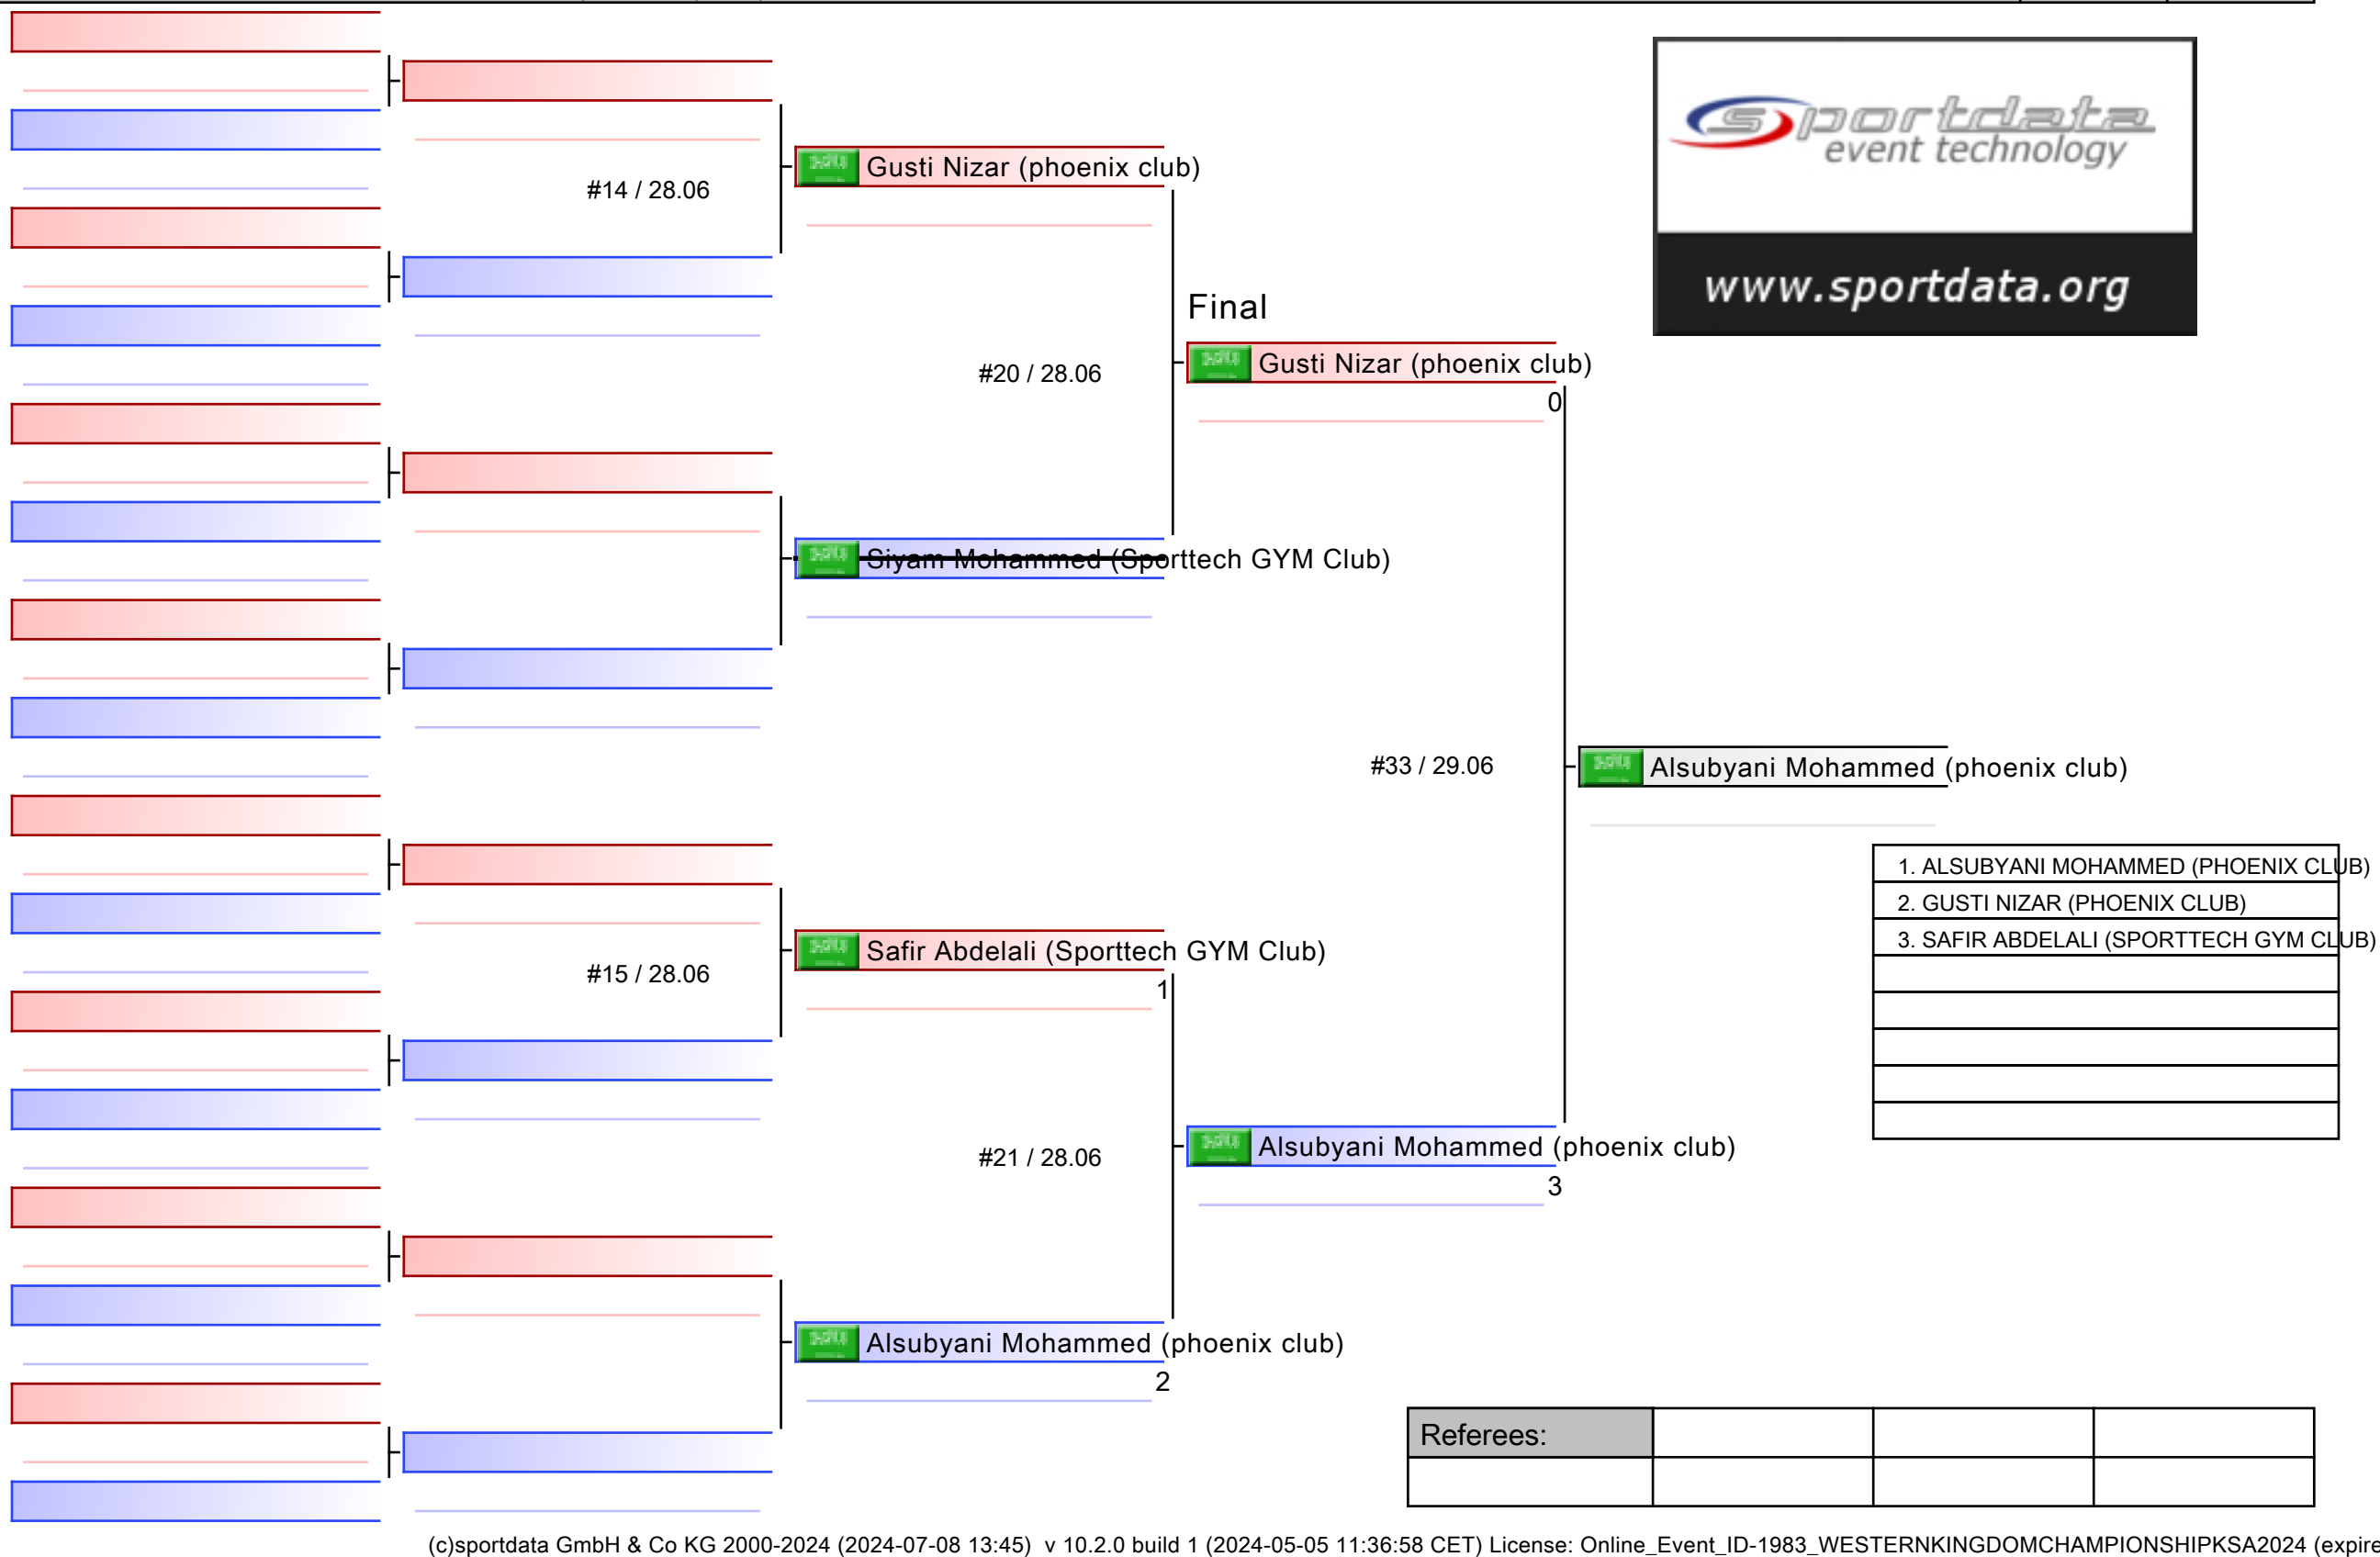 sportdata
event technology
www.sportdata.org
Gusti Nizar (phoenix club)
#14 / 28.06
Final
Gusti Nizar (phoenix club)
#20 / 28.06
0
Siyam Mohammed (Sporttech GYM Club)
#33 / 29.06
Alsubyani Mohammed (phoenix club)
1. ALSUBYANI MOHAMMED (PHOENIX CLUB)
2. GUSTI NIZAR (PHOENIX CLUB)
3. SAFIR ABDELALI (SPORTTECH GYM CLUB)
Safir Abdelali (Sporttech GYM Club)
#15 / 28.06
1
Alsubyani Mohammed (phoenix club)
#21 / 28.06
3
Alsubyani Mohammed (phoenix club)
2
Referees:
(c)sportdata GmbH & Co KG 2000-2024 (2024-07-08 13:45) v 10.2.0 build 1 (2024-05-05 11:36:58 CET) License: Online_Event_ID-1983_WESTERNKINGDOMCHAMPIONSHIPKSA2024 (expire